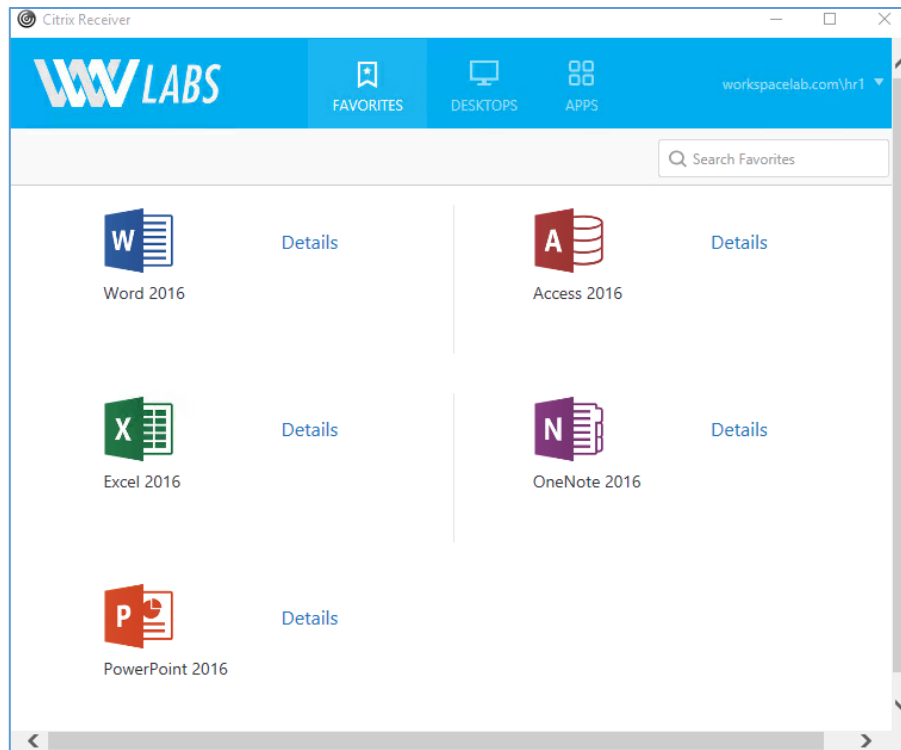 Citrix Receiver
WWW LABS
FAVORITES
DESKTOPS
APPS
workspacelab.com\hr1
Search Favorites
W
Details
Word 2016
A
Details
Access 2016
X
Details
Excel 2016
N
Details
OneNote 2016
P
Details
PowerPoint 2016